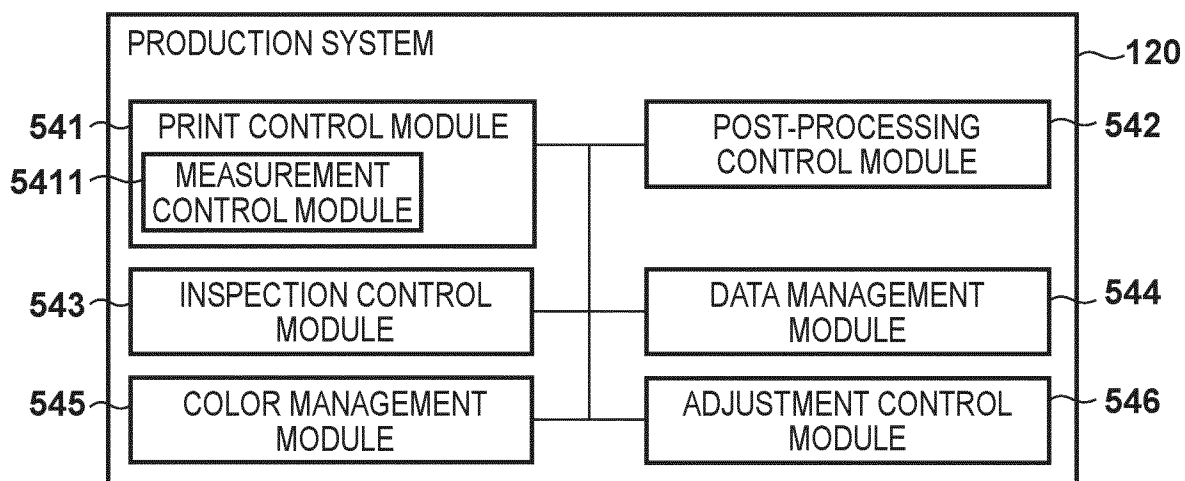 PRODUCTION SYSTEM
120
541
PRINT CONTROL MODULE
5411
MEASUREMENT
CONTROL MODULE
POST-PROCESSING
CONTROL MODULE
542
543
INSPECTION CONTROL
MODULE
DATA MANAGEMENT
MODULE
544
545
COLOR MANAGEMENT
MODULE
ADJUSTMENT CONTROL
MODULE
546